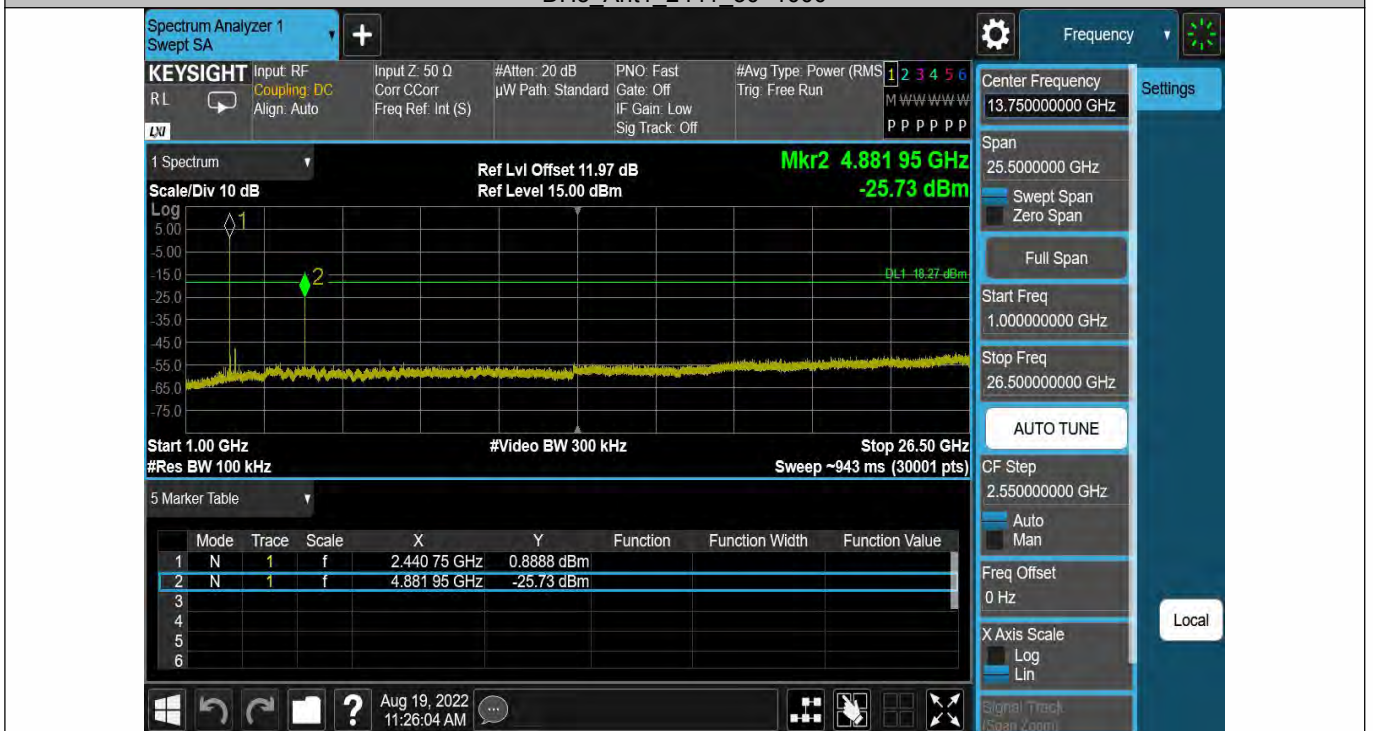 Spectrum Analyzer 1
Swept SA
Frequency
KEYSIGHT
Input: RF
Input Z: 50 Ω
#Atten: 20 dB
PNO: Fast
#Avg Type: Power (RMS
1 2 3 4 5 6
R L
Coupling: DC
Corr CCorr
µW Path: Standard
Gate: Off
Trig: Free Run
M W W W W W
Align: Auto
Freq Ref: Int (S)
IF Gain: Low
Sig Track: Off
P P P P P P
LXI
1 Spectrum
Ref Lvl Offset 11.97 dB
Mkr2 4.881 95 GHz
Scale/Div 10 dB
Ref Level 15.00 dBm
-25.73 dBm
Log
1
5.00
-5.00
-15.0
2
DL1 -18.27 dBm
-25.0
-35.0
-45.0
-55.0
-65.0
-75.0
Start 1.00 GHz
#Video BW 300 kHz
Stop 26.50 GHz
#Res BW 100 kHz
Sweep ~943 ms (30001 pts)
5 Marker Table
Mode Trace Scale X Y Function Function Width Function Value
1 N 1 f 2.440 75 GHz 0.8888 dBm
2 N 1 f 4.881 95 GHz -25.73 dBm
3
4
5
6
Center Frequency
13.750000000 GHz
Settings
Span
25.5000000 GHz
Swept Span
Zero Span
Full Span
Start Freq
1.000000000 GHz
Stop Freq
26.500000000 GHz
AUTO TUNE
CF Step
2.550000000 GHz
Auto
Man
Freq Offset
0 Hz
Local
X Axis Scale
Log
Lin
Signal Track
(Span Zoom)
?
Aug 19, 2022
11:26:04 AM